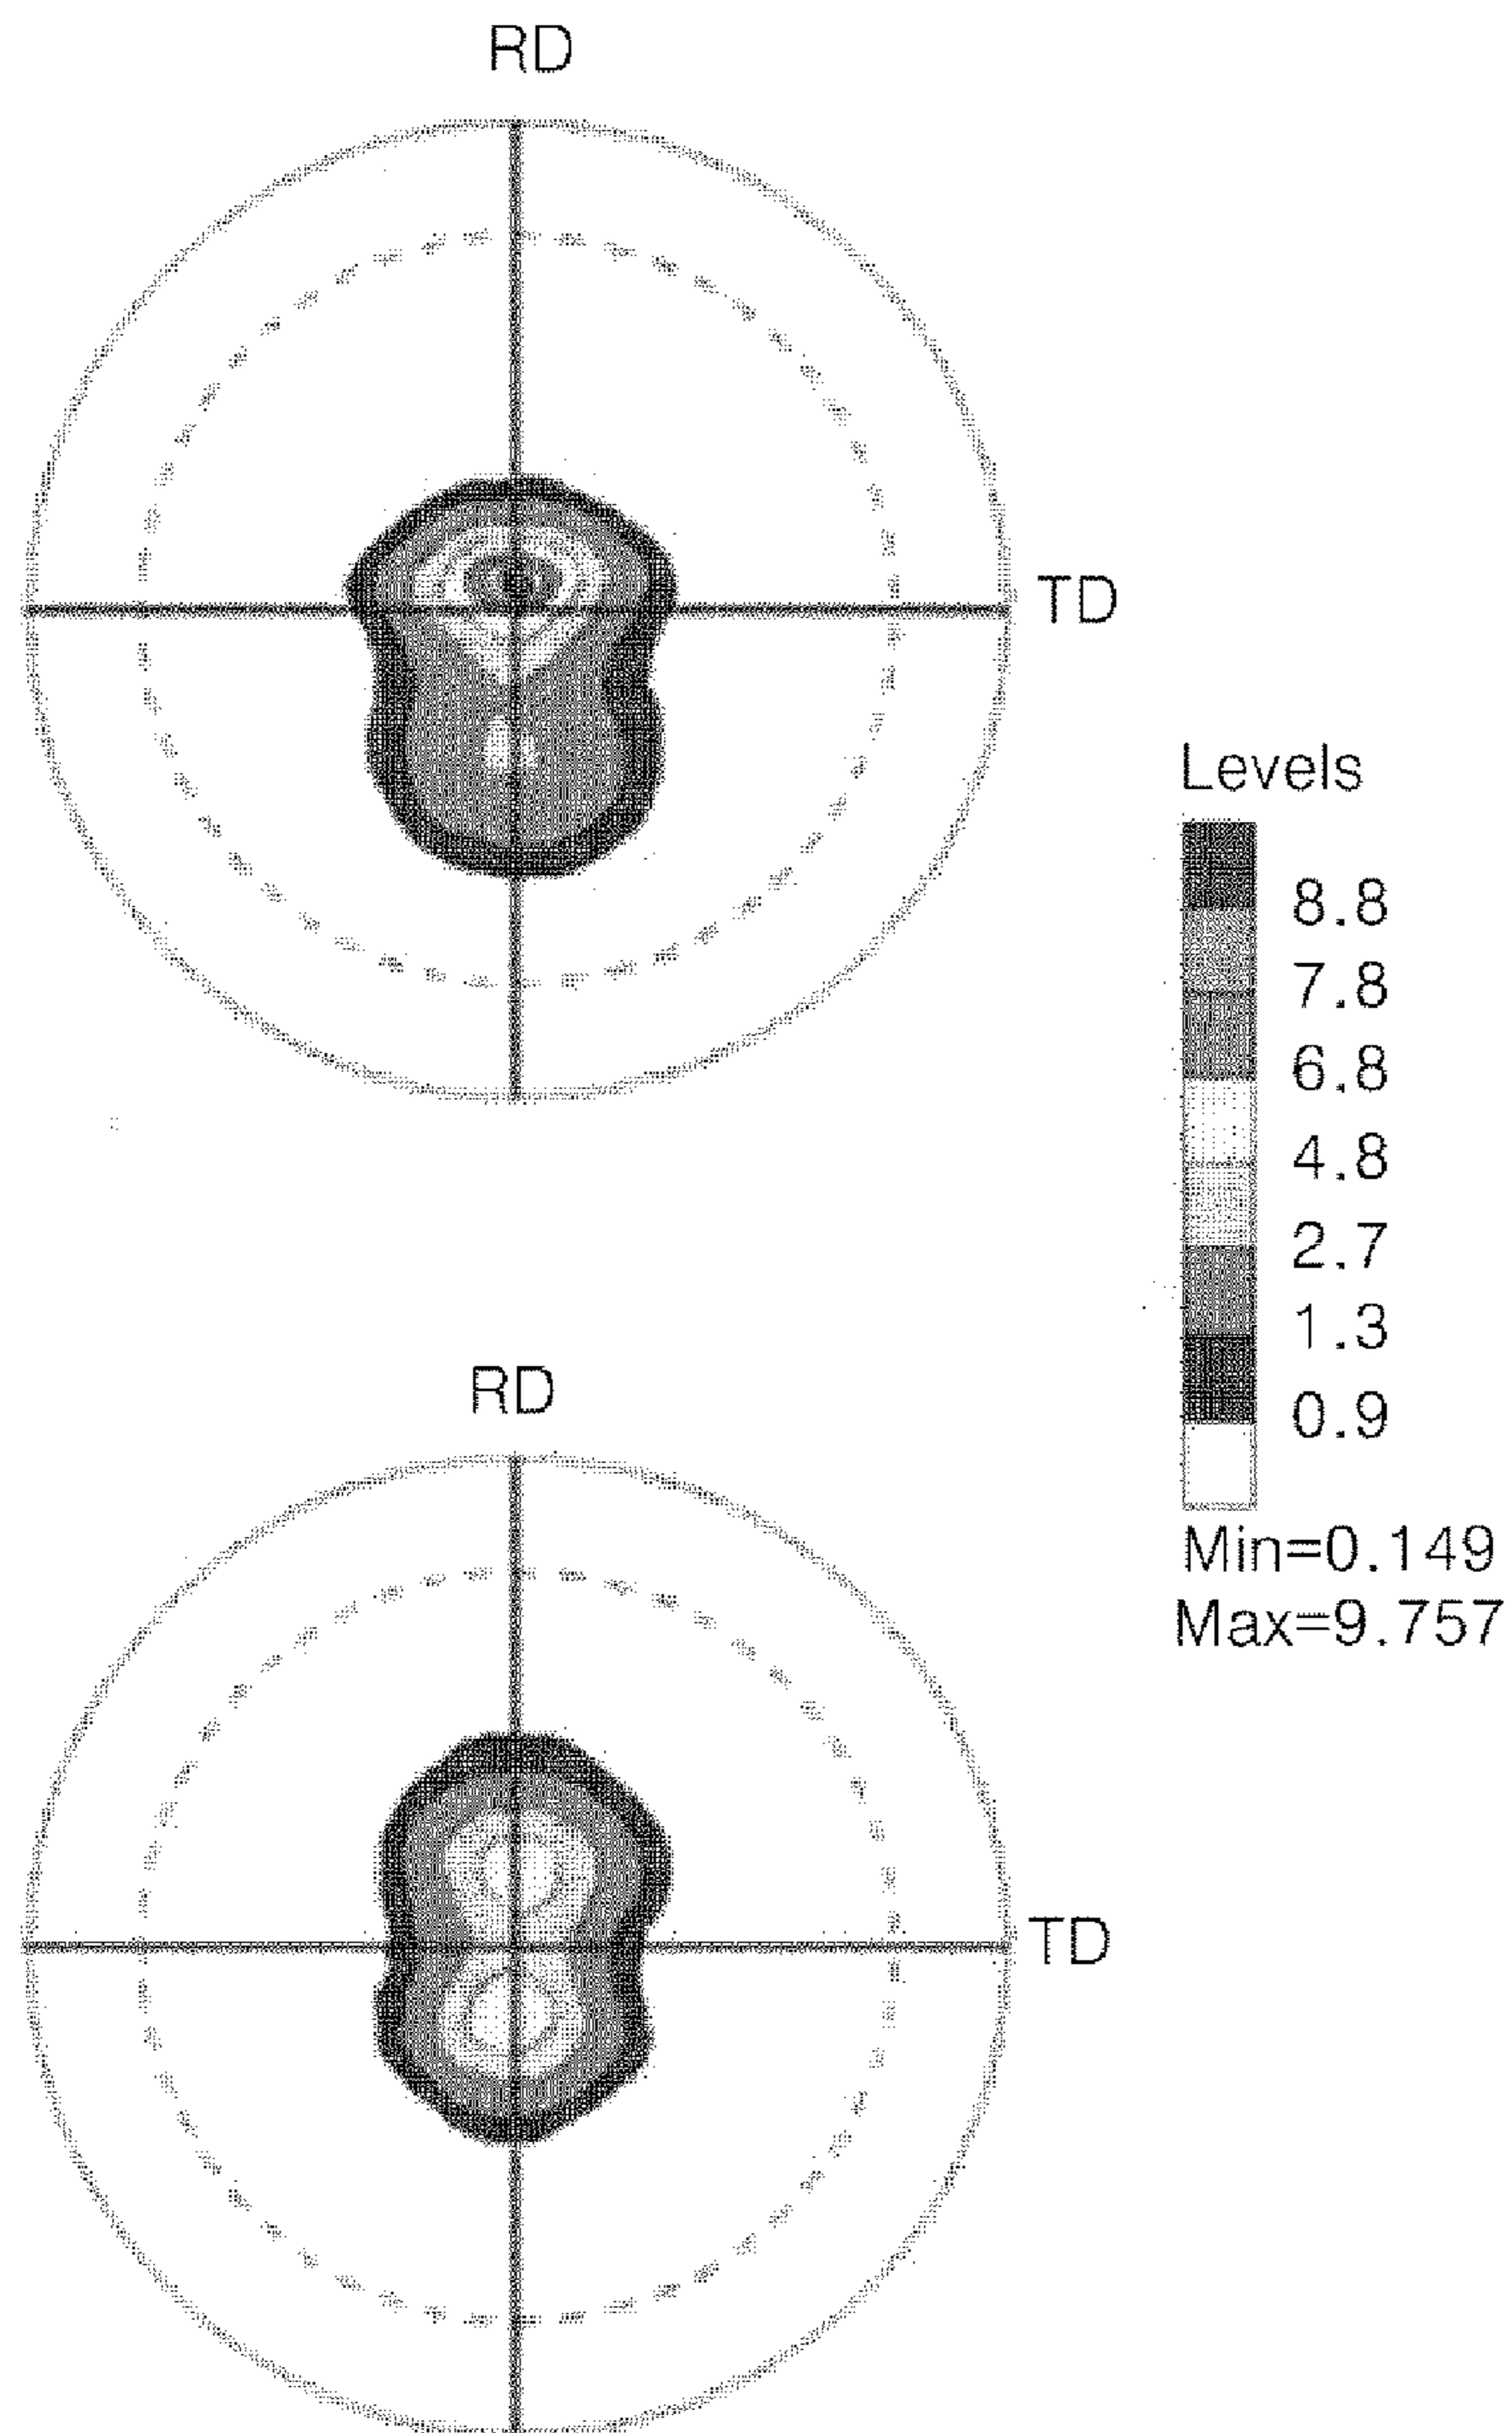 RD
TD
Levels
8.8
7.8
6.8
4.8
2.7
1.3
0.9
Min=0.149
Max=9.757
RD
TD